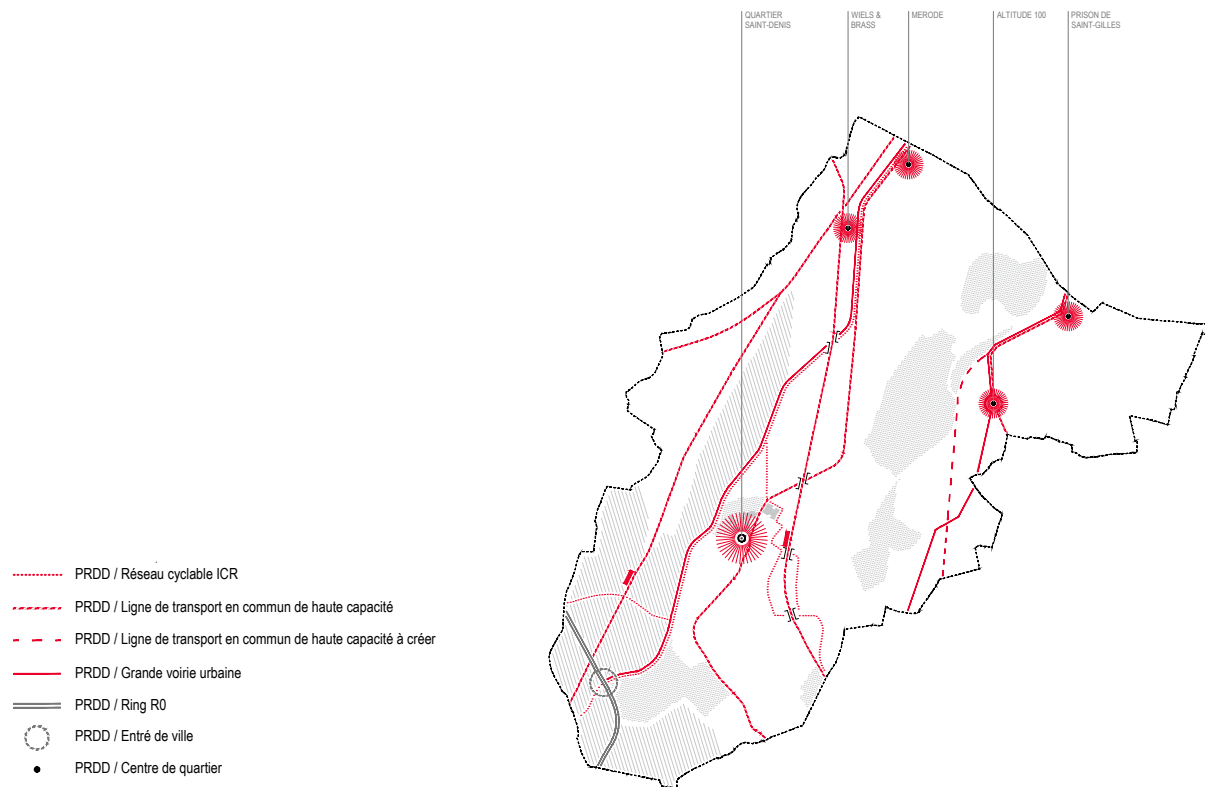 QUARTIER
SAINT-DENIS
WIELS &
BRASS
MERODE
ALTITUDE 100
PRISON DE
SAINT-GILLES
PRDD / Réseau cyclable ICR
PRDD / Ligne de transport en commun de haute capacité
PRDD / Ligne de transport en commun de haute capacité à créer
PRDD / Grande voirie urbaine
PRDD / Ring R0
PRDD / Entré de ville
PRDD / Centre de quartier